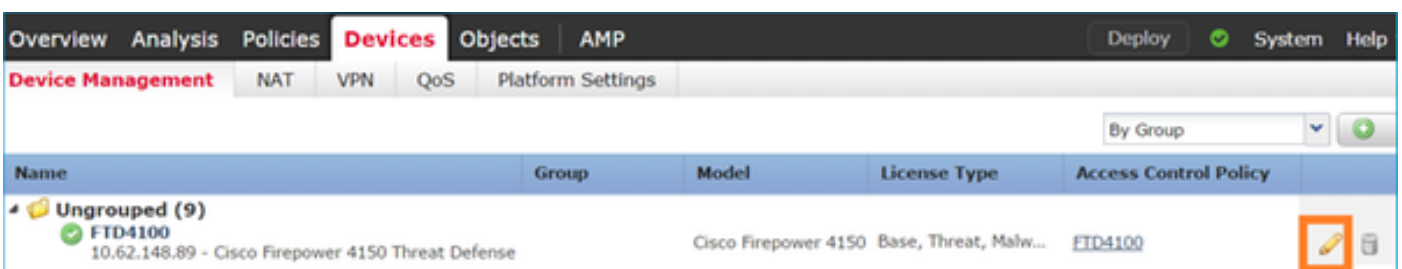 Overview Analysis Policies Devices Objects AMP Deploy System Help
Device Management NAT VPN QoS Platform Settings
By Group
Name Group Model License Type Access Control Policy
Ungrouped (9)
FTD4100
10.62.148.89 - Cisco Firepower 4150 Threat Defense Cisco Firepower 4150 Base, Threat, Malw... FTD4100